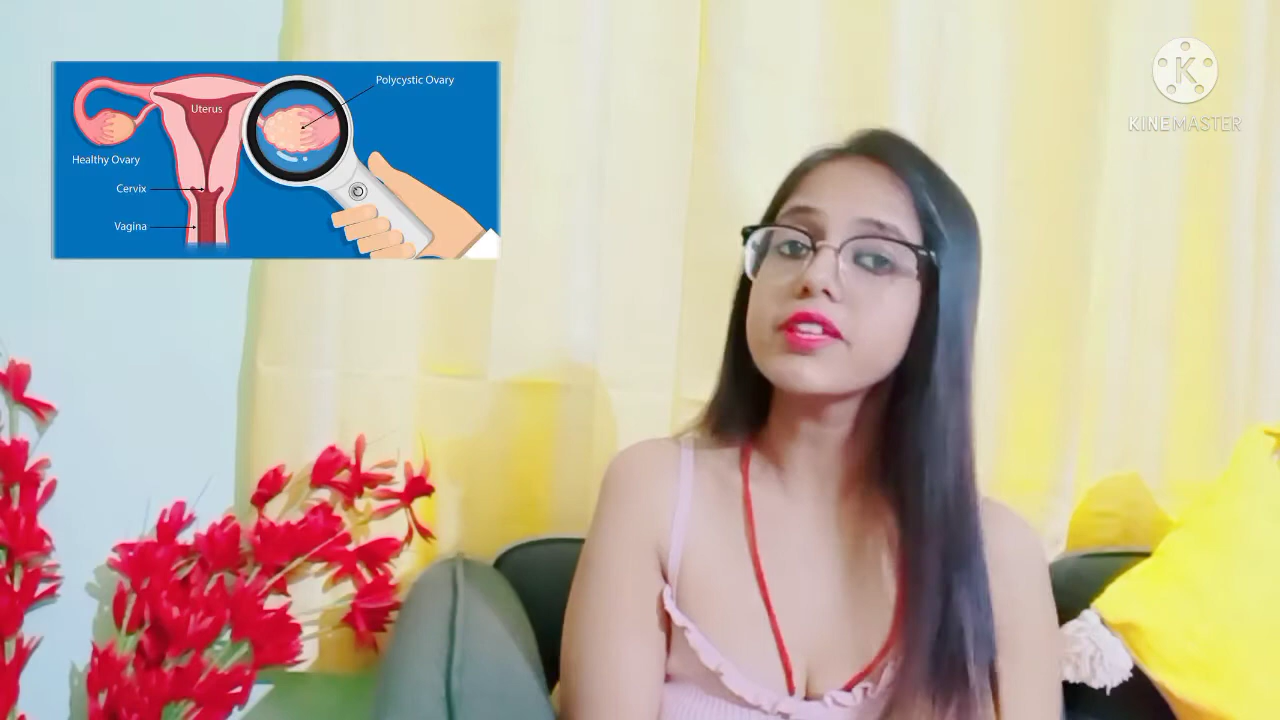 Polycystic Ovary
Uterus
Healthy Ovary
Cervix
Vagina
K
KINEMASTER